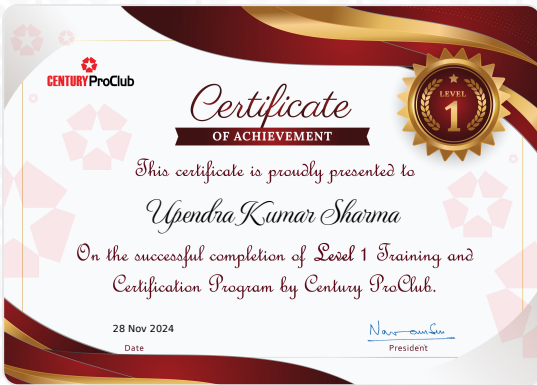 CENTURY ProClub
Certificate
OF ACHIEVEMENT
LEVEL
1
This certificate is proudly presented to
Upendra Kumar Sharma
On the successful completion of Level 1 Training and
Certification Program by Century ProClub.
28 Nov 2024
Date
President